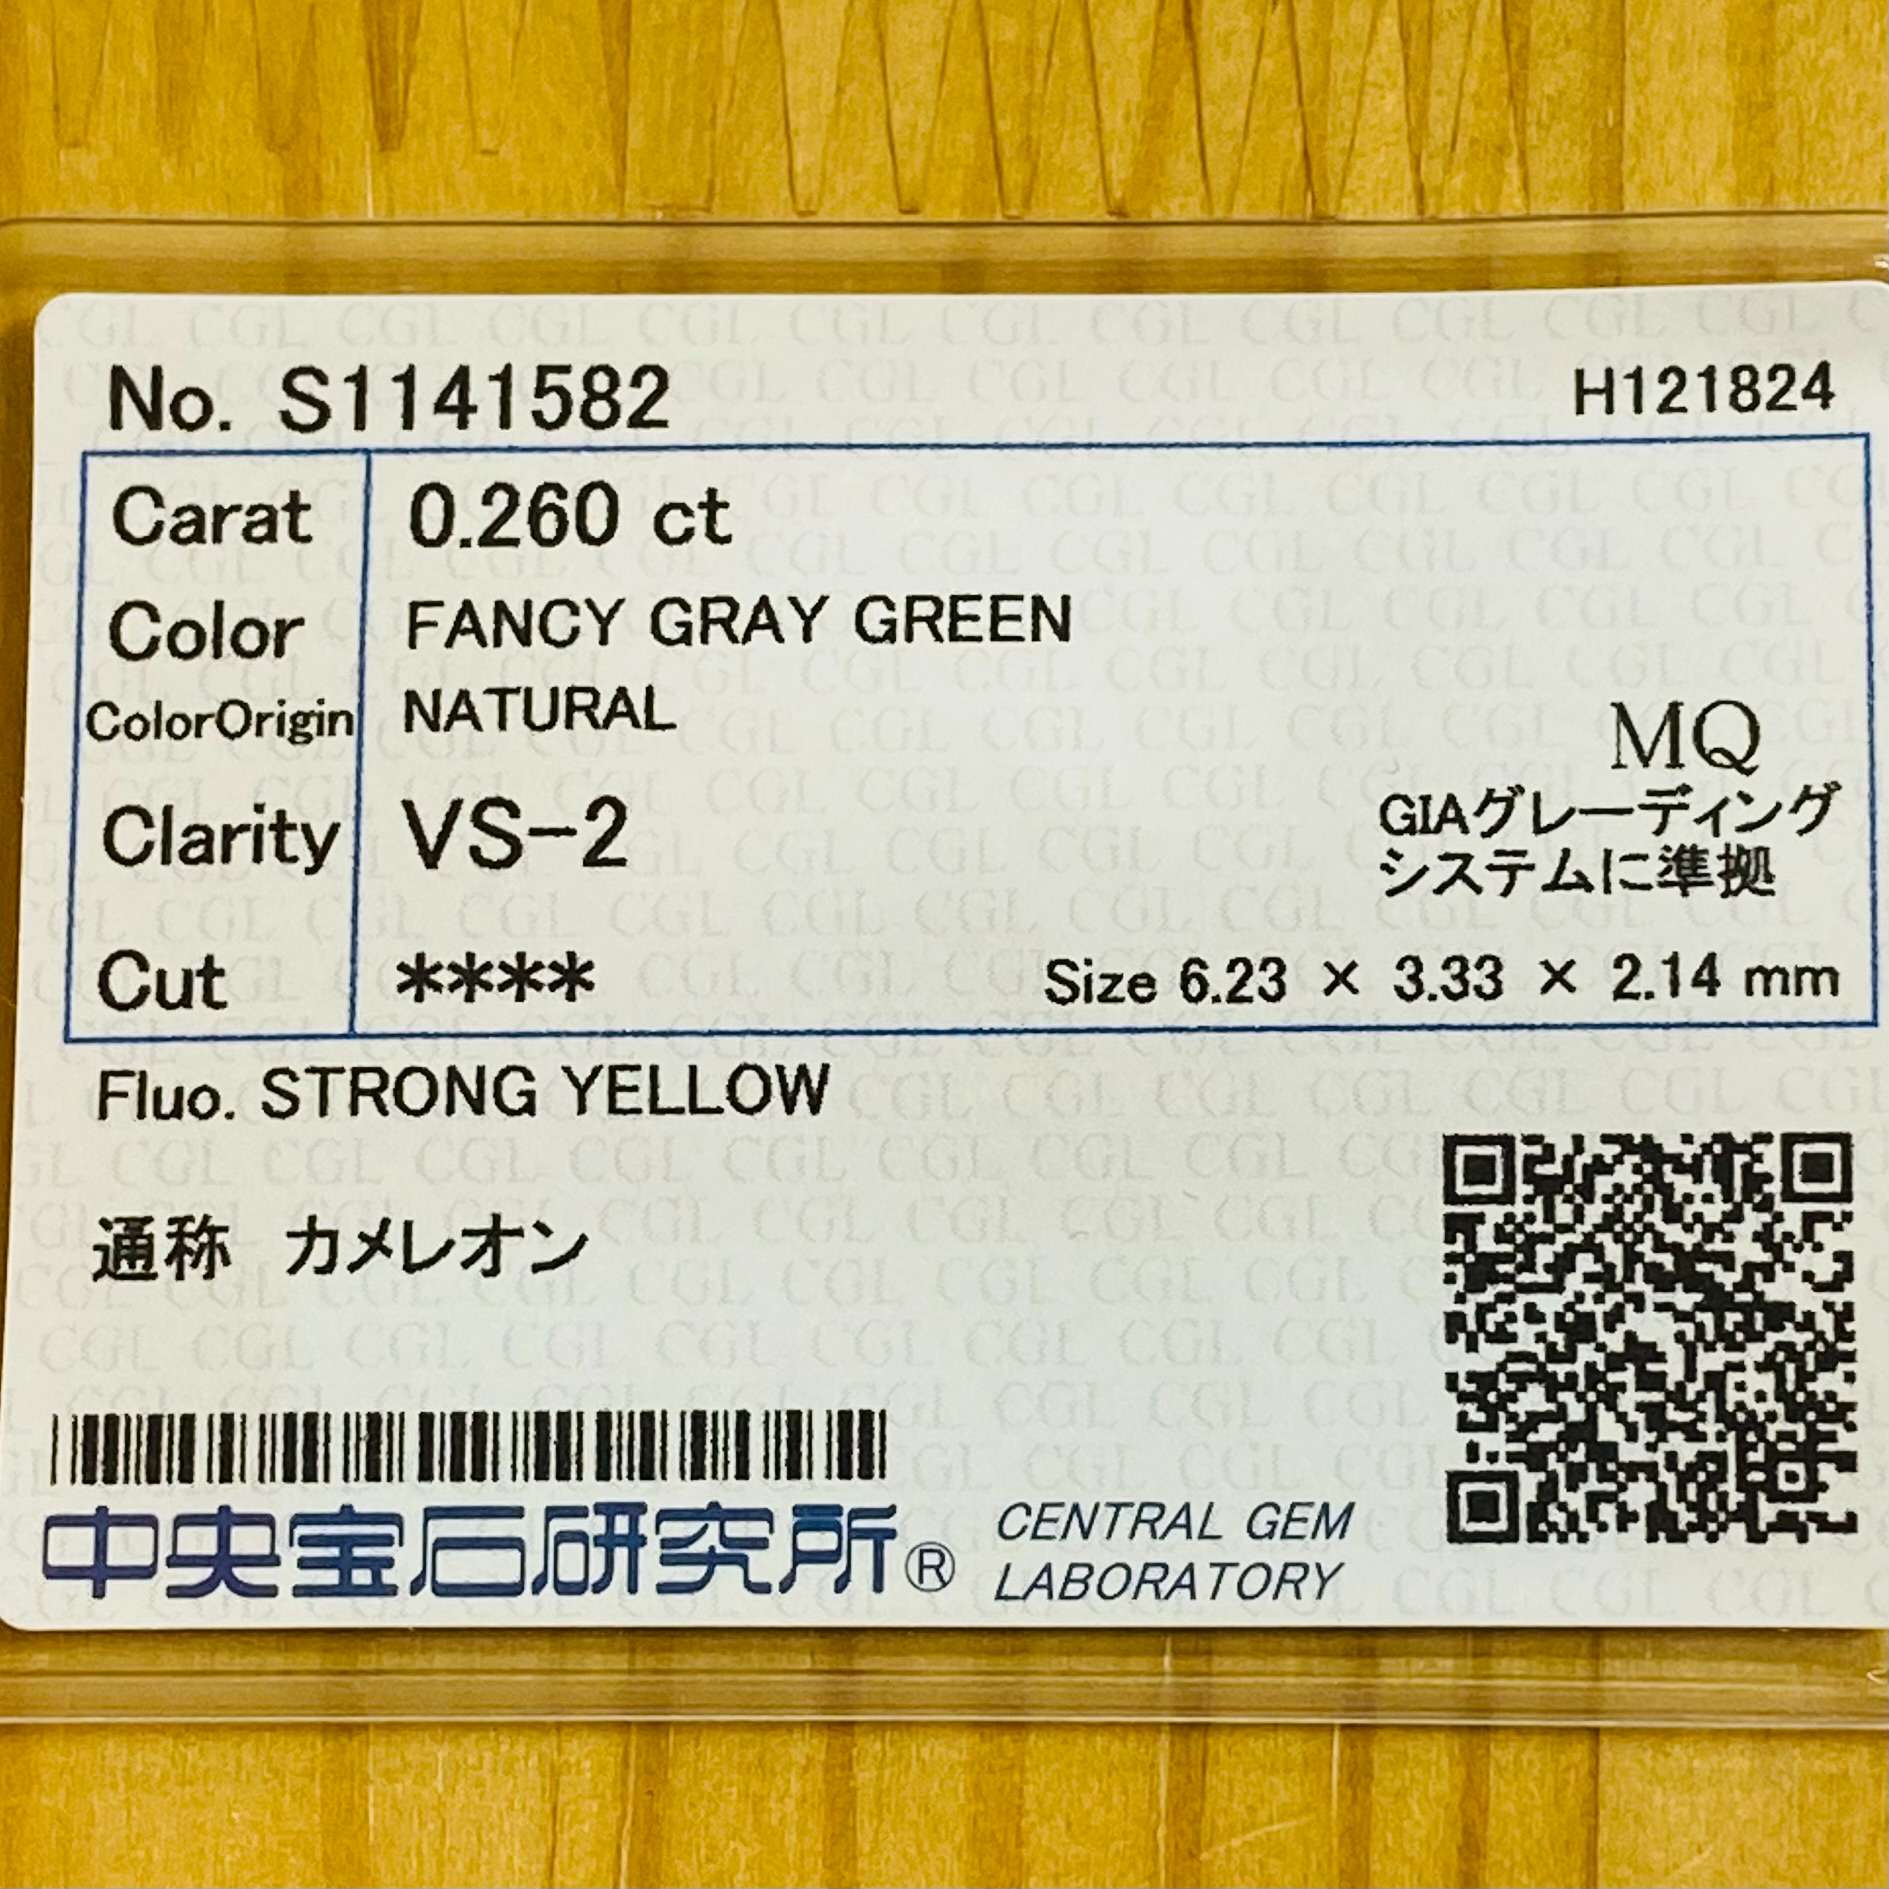 No. S1141582 H121824
Carat 0.260 ct
Color FANCY GRAY GREEN
ColorOrigin NATURAL
MQ
Clarity VS-2
GIAグレーディング
システムに準拠
Cut **** Size 6.23 × 3.33 × 2.14 mm
Fluo. STRONG YELLOW
通称 カメレオン
中央宝石研究所® CENTRAL GEM
LABORATORY